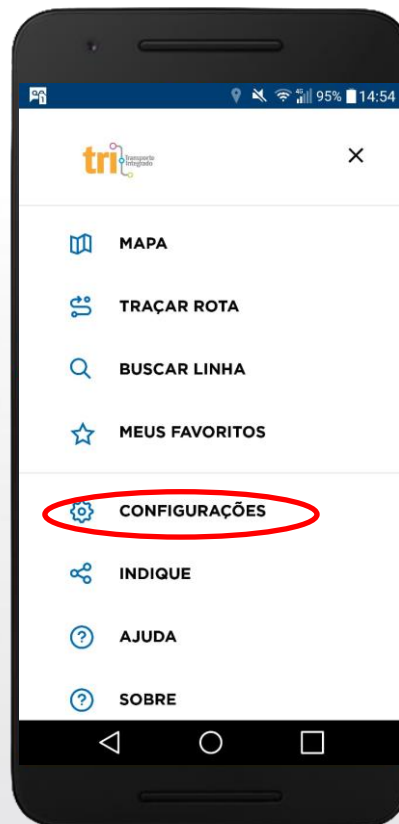 95% 14:54
tri Transporte
Integrado
MAPA
TRAÇAR ROTA
BUSCAR LINHA
MEUS FAVORITOS
CONFIGURAÇÕES
INDIQUE
AJUDA
SOBRE